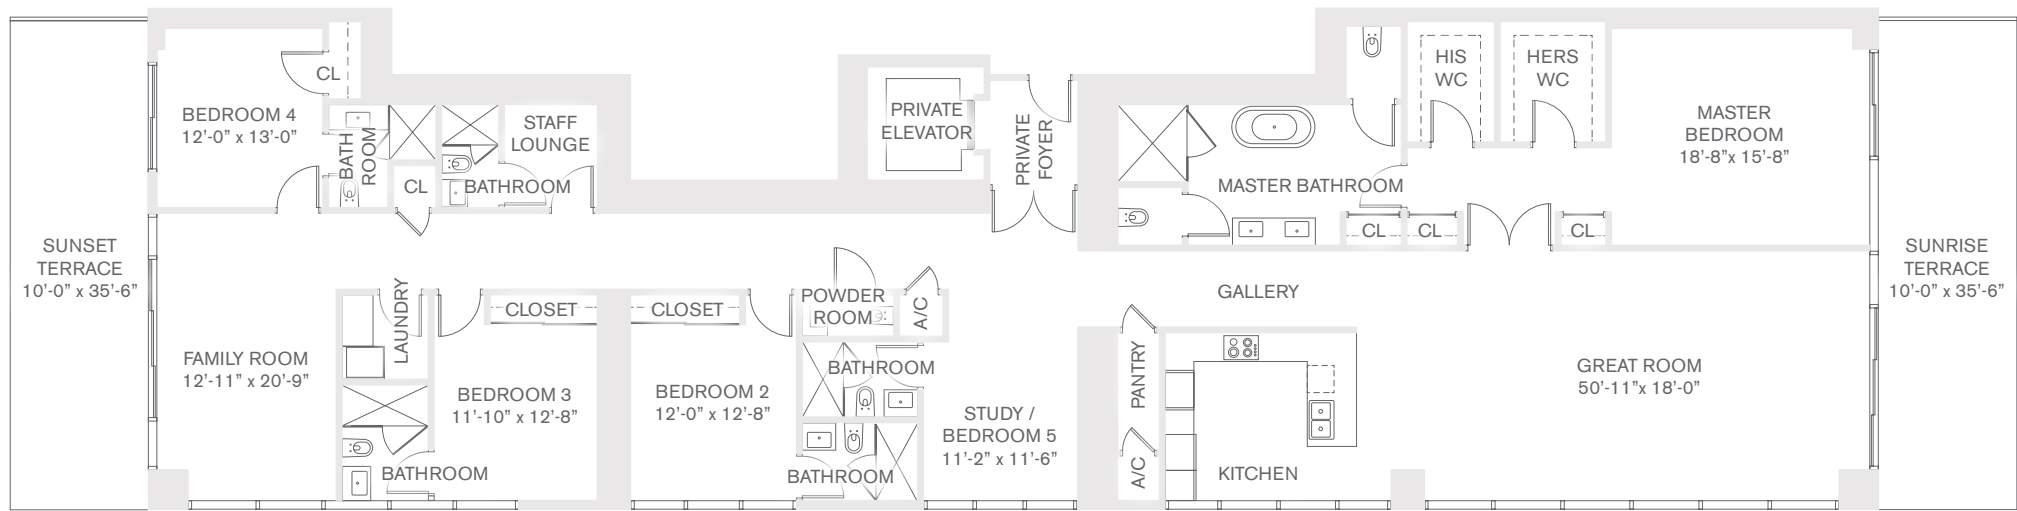 SUNSET
TERRACE
10’-0” x 35’-6”
BEDROOM 4
12’-0” x 13’-0”
CL
BATH
ROOM
CL
STAFF
LOUNGE
BATHROOM
PRIVATE
ELEVATOR
PRIVATE
FOYER
MASTER BATHROOM
HIS
WC
HERS
WC
MASTER
BEDROOM
18’-8”x 15’-8”
CL
CL
CL
SUNRISE
TERRACE
10’-0” x 35’-6”
FAMILY ROOM
12’-11” x 20’-9”
LAUNDRY
CLOSET
BEDROOM 3
11’-10” x 12’-8”
BATHROOM
CLOSET
BEDROOM 2
12’-0” x 12’-8”
POWDER
ROOM
A/C
BATHROOM
BATHROOM
STUDY /
BEDROOM 5
11’-2” x 11’-6”
GALLERY
PANTRY
A/C
KITCHEN
GREAT ROOM
50’-11”x 18’-0”